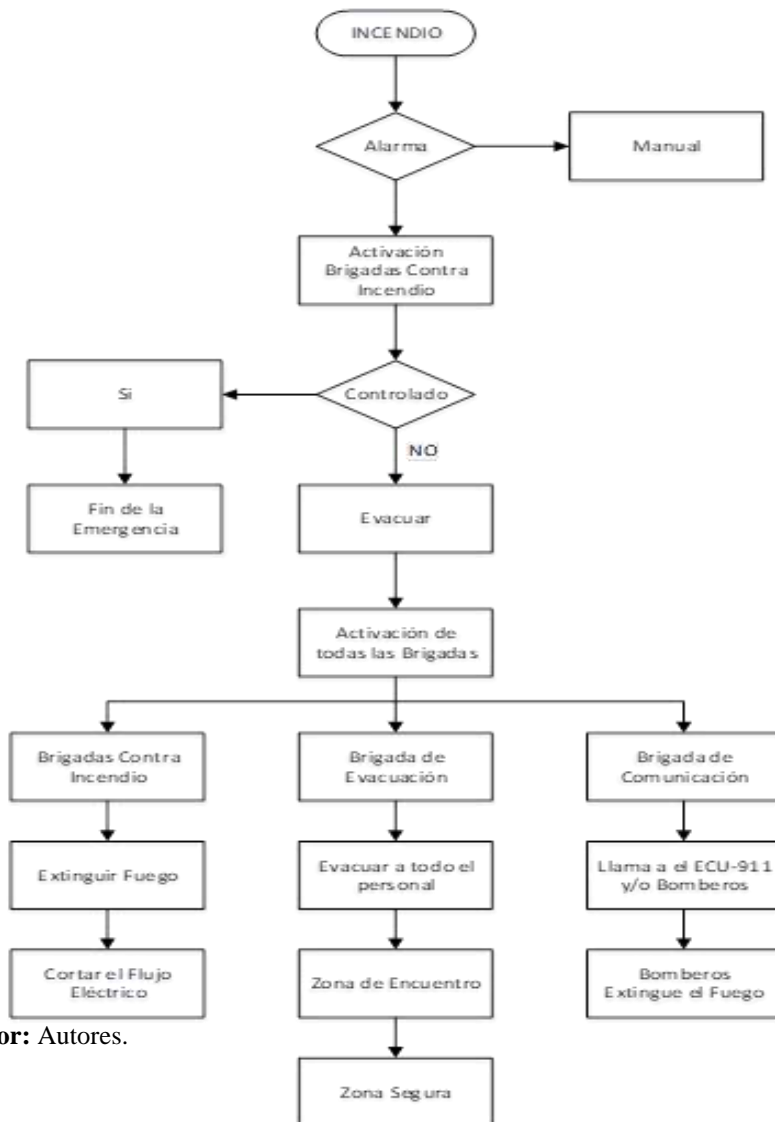 INCENDIO
Alarma
Manual
Activación
Brigadas Contra
Incendio
Si
Controlado
NO
Fin de la
Emergencia
Evacuar
Activación de
todas las Brigadas
Brigadas Contra
Incendio
Brigada de
Evacuación
Brigada de
Comunicación
Extinguir Fuego
Evacuar a todo el
personal
Llama a el ECU-911
y/o Bomberos
Cortar el Flujo
Eléctrico
Zona de Encuentro
Bomberos
Extingue el Fuego
or: Autores.
Zona Segura